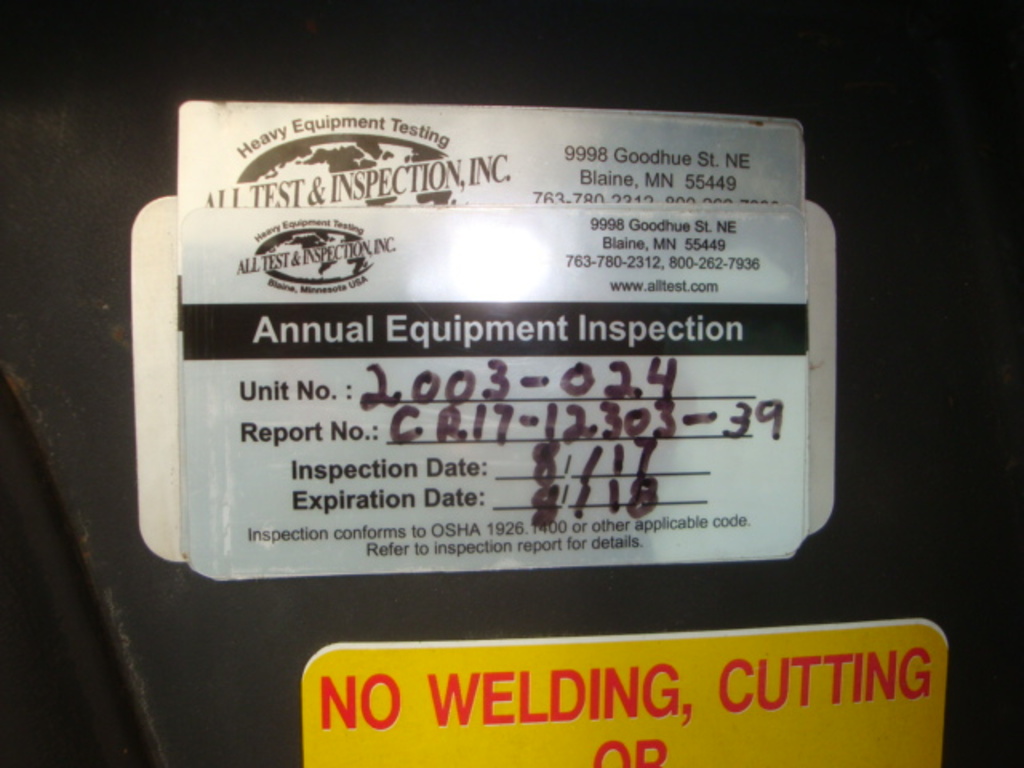 Heavy Equipment Testing
ALL TEST & INSPECTION, INC.
9998 Goodhue St. NE
Blaine, MN 55449
763-780-2312
Heavy Equipment Testing
ALL TEST & INSPECTION, INC.
Blaine, Minnesota USA
9998 Goodhue St. NE
Blaine, MN 55449
763-780-2312, 800-262-7936
www.alltest.com
Annual Equipment Inspection
Unit No. : 2003-024
Report No.: CR17-12303-39
Inspection Date: 8/17
Expiration Date: 8/18
Inspection conforms to OSHA 1926.1400 or other applicable code.
Refer to inspection report for details.
NO WELDING, CUTTING
OR